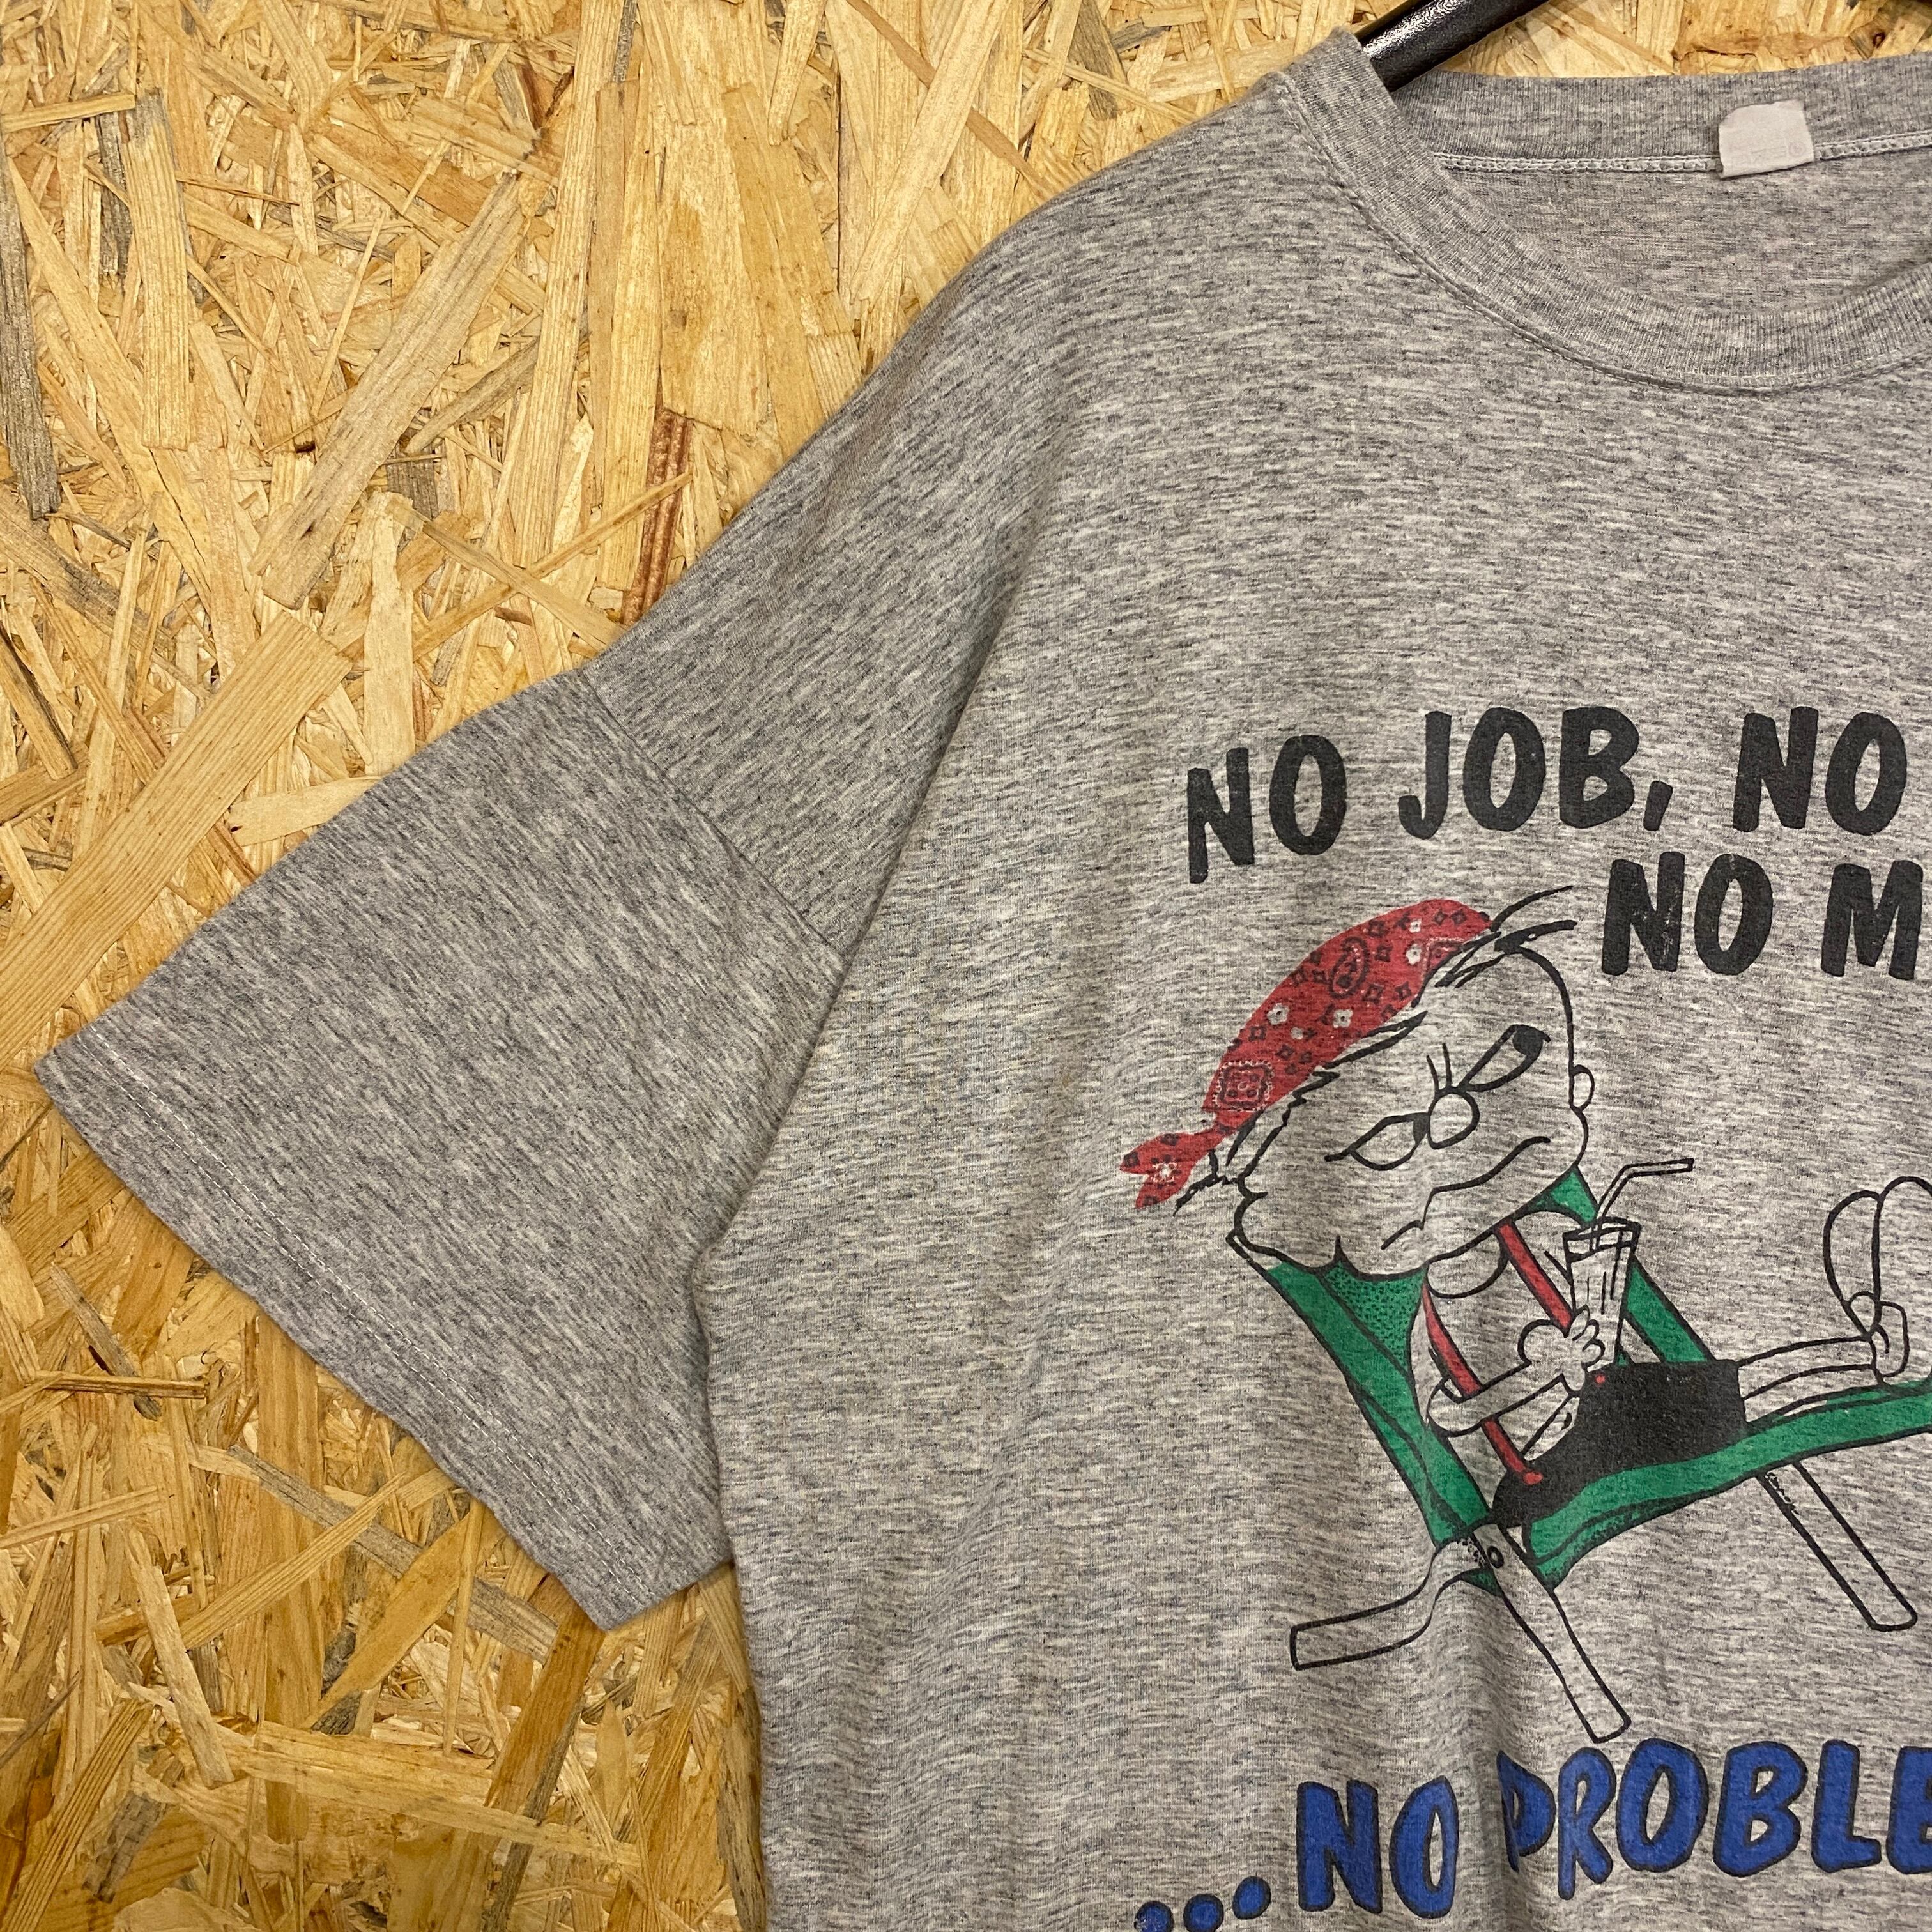 NO JOB, NO
NO M
...NO PROBLE